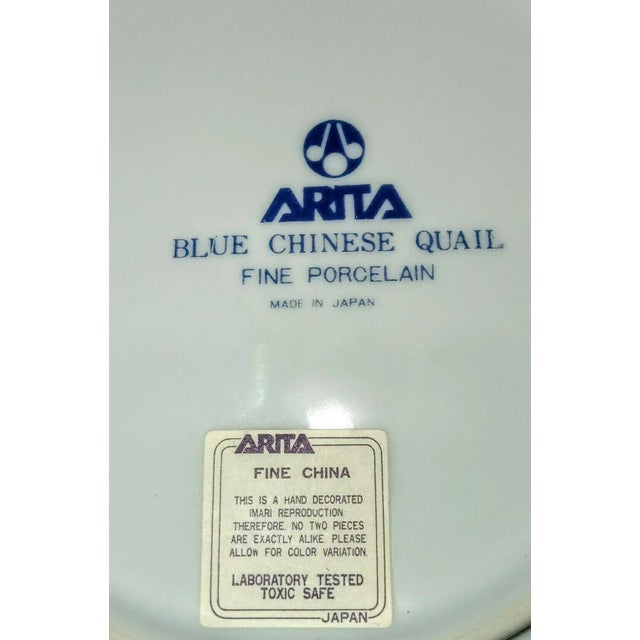 ARITA
BLUE CHINESE QUAIL
FINE PORCELAIN
MADE IN JAPAN
ARITA
FINE CHINA
THIS IS A HAND DECORATED
IMARI REPRODUCTION
THEREFORE, NO TWO PIECES
ARE EXACTLY ALIKE. PLEASE
ALLOW FOR COLOR VARIATION.
LABORATORY TESTED
TOXIC SAFE
JAPAN